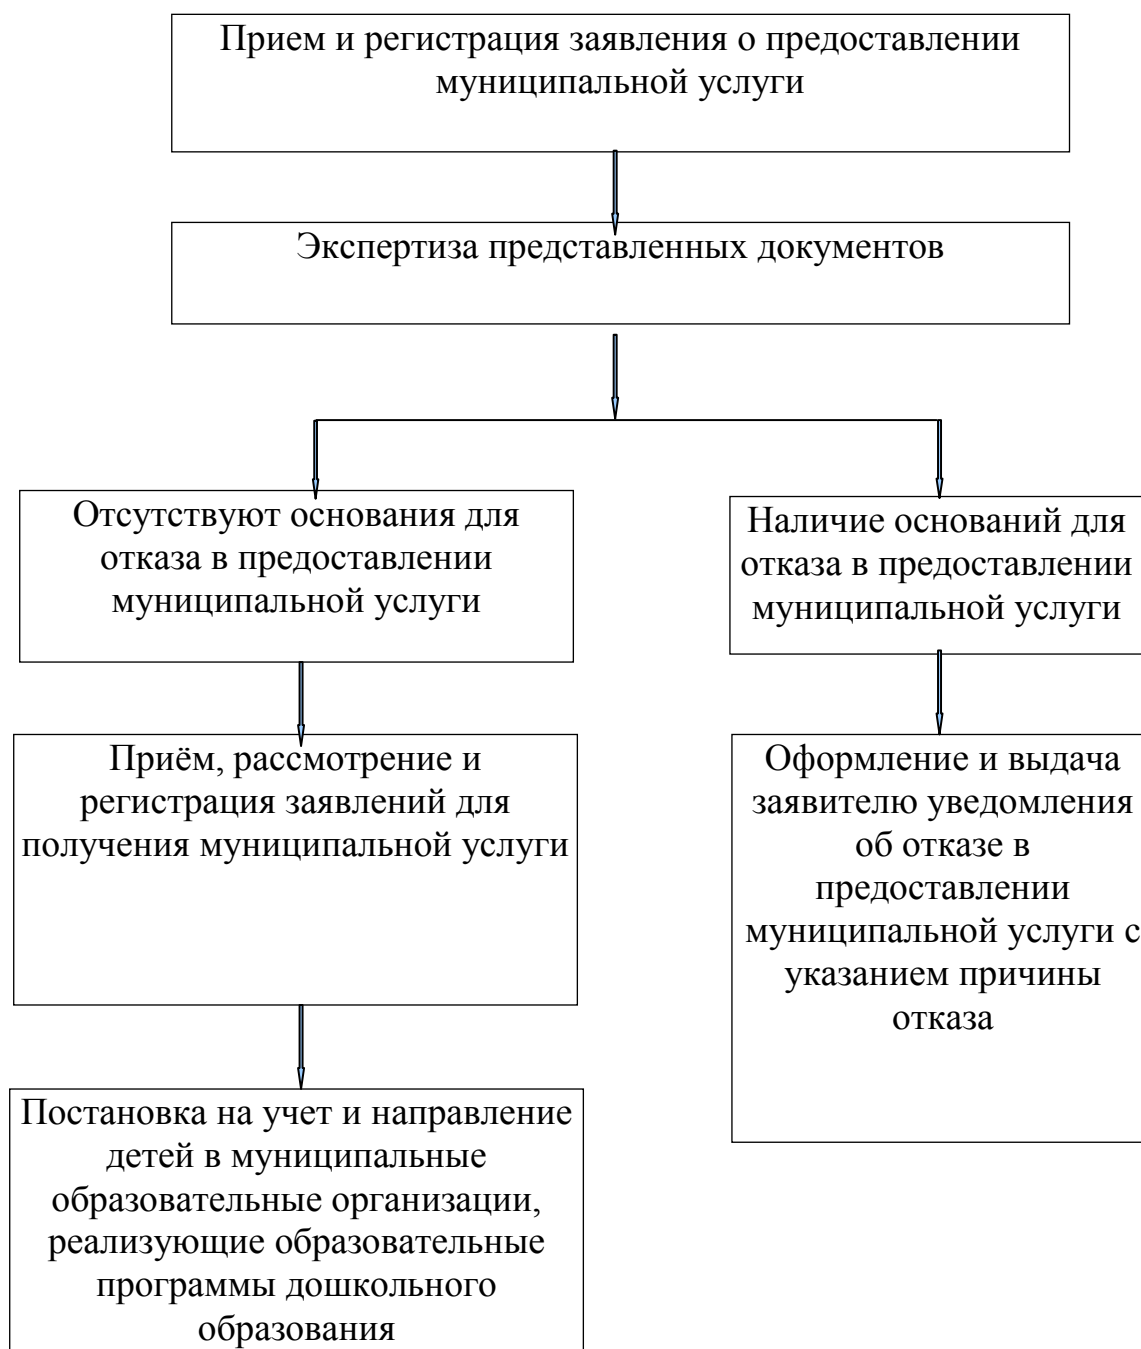 Прием и регистрация заявления о предоставлении
муниципальной услуги
Экспертиза представленных документов
Отсутствуют основания для
отказа в предоставлении
муниципальной услуги
Наличие оснований для
отказа в предоставлении
муниципальной услуги
Приём, рассмотрение и
регистрация заявлений для
получения муниципальной услуги
Оформление и выдача
заявителю уведомления
об отказе в
предоставлении
муниципальной услуги с
указанием причины
отказа
Постановка на учет и направление
детей в муниципальные
образовательные организации,
реализующие образовательные
программы дошкольного
образования